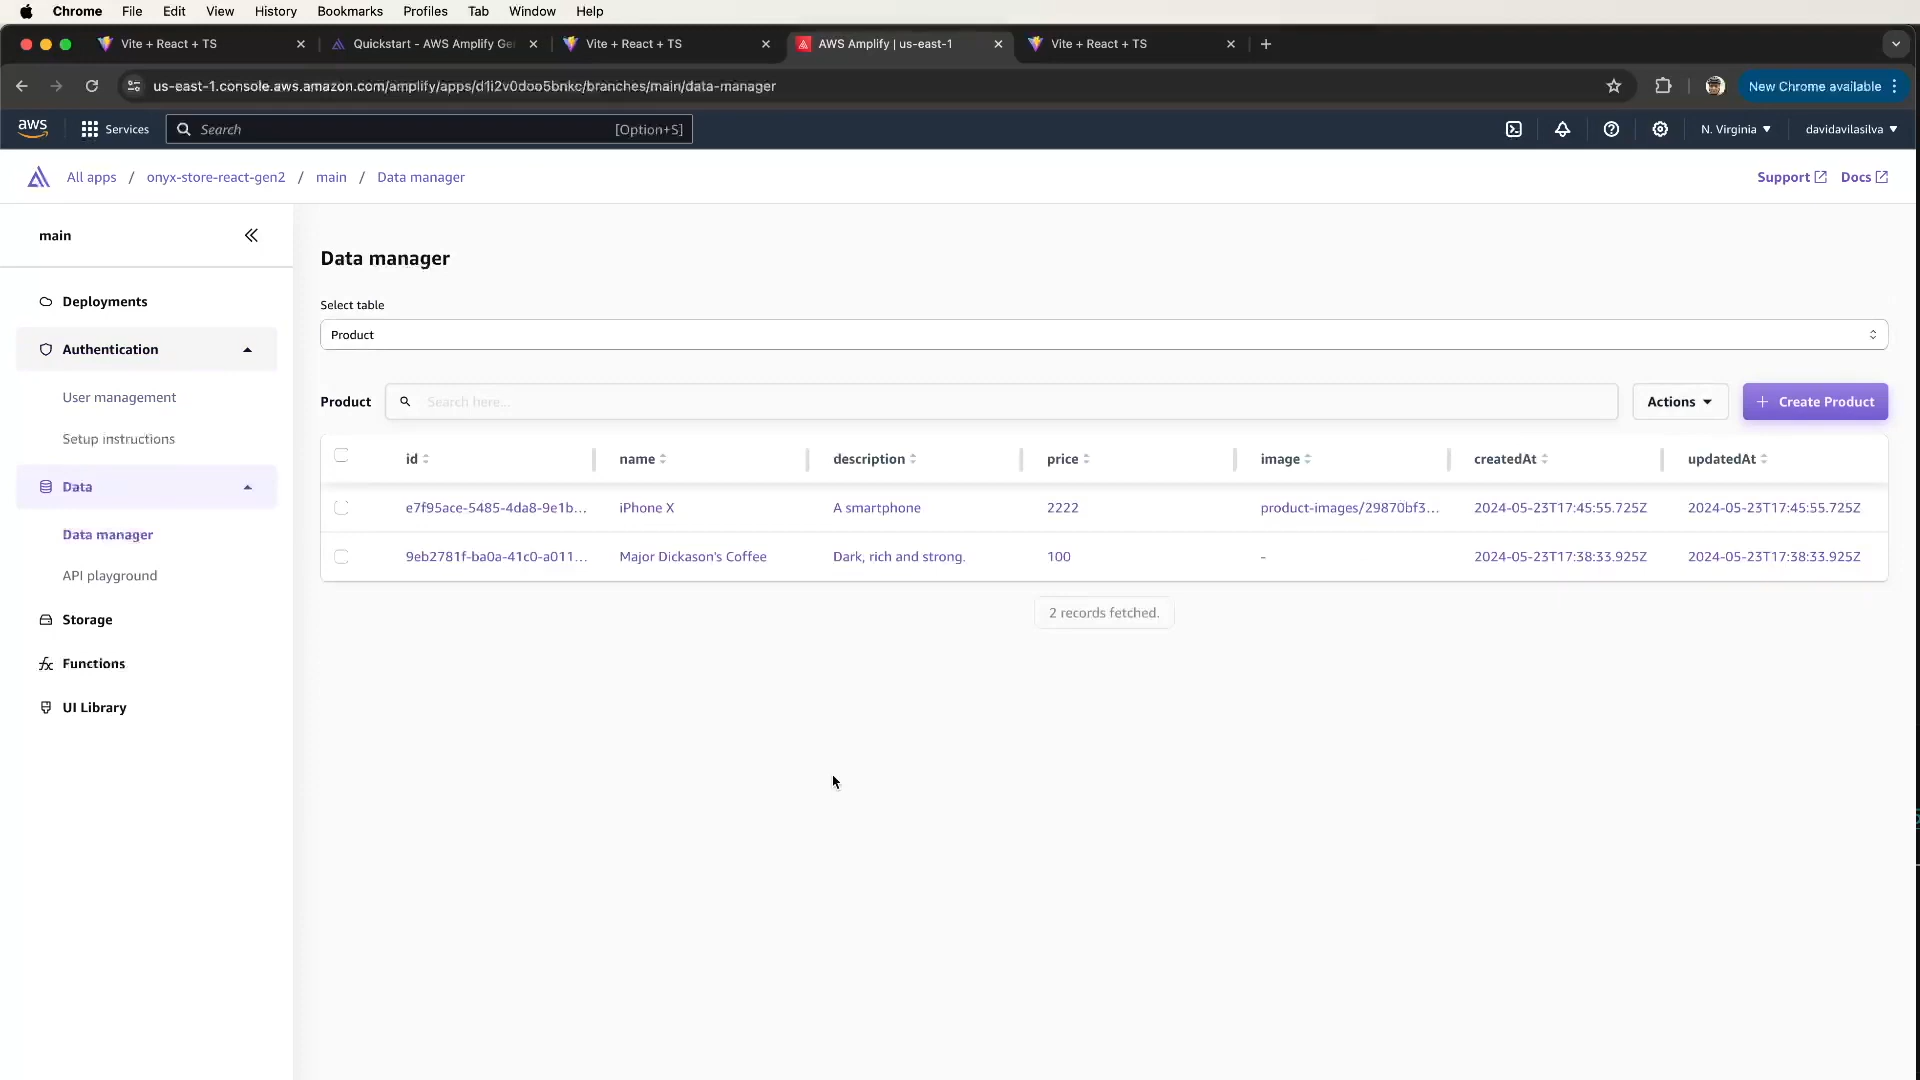 Chrome File Edit View History Bookmarks Profiles Tab Window Help
Vite + React + TS Quickstart - AWS Amplify Ge Vite + React + TS AWS Amplify | us-east-1 Vite + React + TS
us-east-1.console.aws.amazon.com/amplify/apps/d1i2v0doo5bnkc/branches/main/data-manager New Chrome available
aws Services Search [Option+S] N. Virginia davidavilasilva
All apps / onyx-store-react-gen2 / main / Data manager Support Docs
main
Data manager
Deployments
Select table
Product
Authentication
User management
Product Search here... Actions + Create Product
Setup instructions
id name description price image createdAt updatedAt
Data
e7f95ace-5485-4da8-9e1b... iPhone X A smartphone 2222 product-images/29870bf3... 2024-05-23T17:45:55.725Z 2024-05-23T17:45:55.725Z
Data manager
9eb2781f-ba0a-41c0-a011... Major Dickason's Coffee Dark, rich and strong. 100 - 2024-05-23T17:38:33.925Z 2024-05-23T17:38:33.925Z
API playground
2 records fetched.
Storage
Functions
UI Library